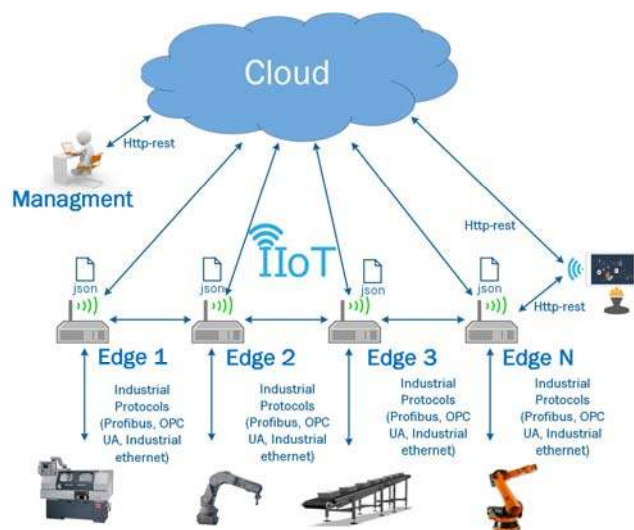 Cloud
Http-rest
Managment
IIoT
Http-rest
json
json
json
json
Http-rest
Edge 1
Edge 2
Edge 3
Edge N
Industrial
Protocols
(Profibus, OPC
UA, Industrial
ethernet)
Industrial
Protocols
(Profibus, OPC
UA, Industrial
ethernet)
Industrial
Protocols
(Profibus, OPC
UA, Industrial
ethernet)
Industrial
Protocols
(Profibus, OPC
UA, Industrial
ethernet)